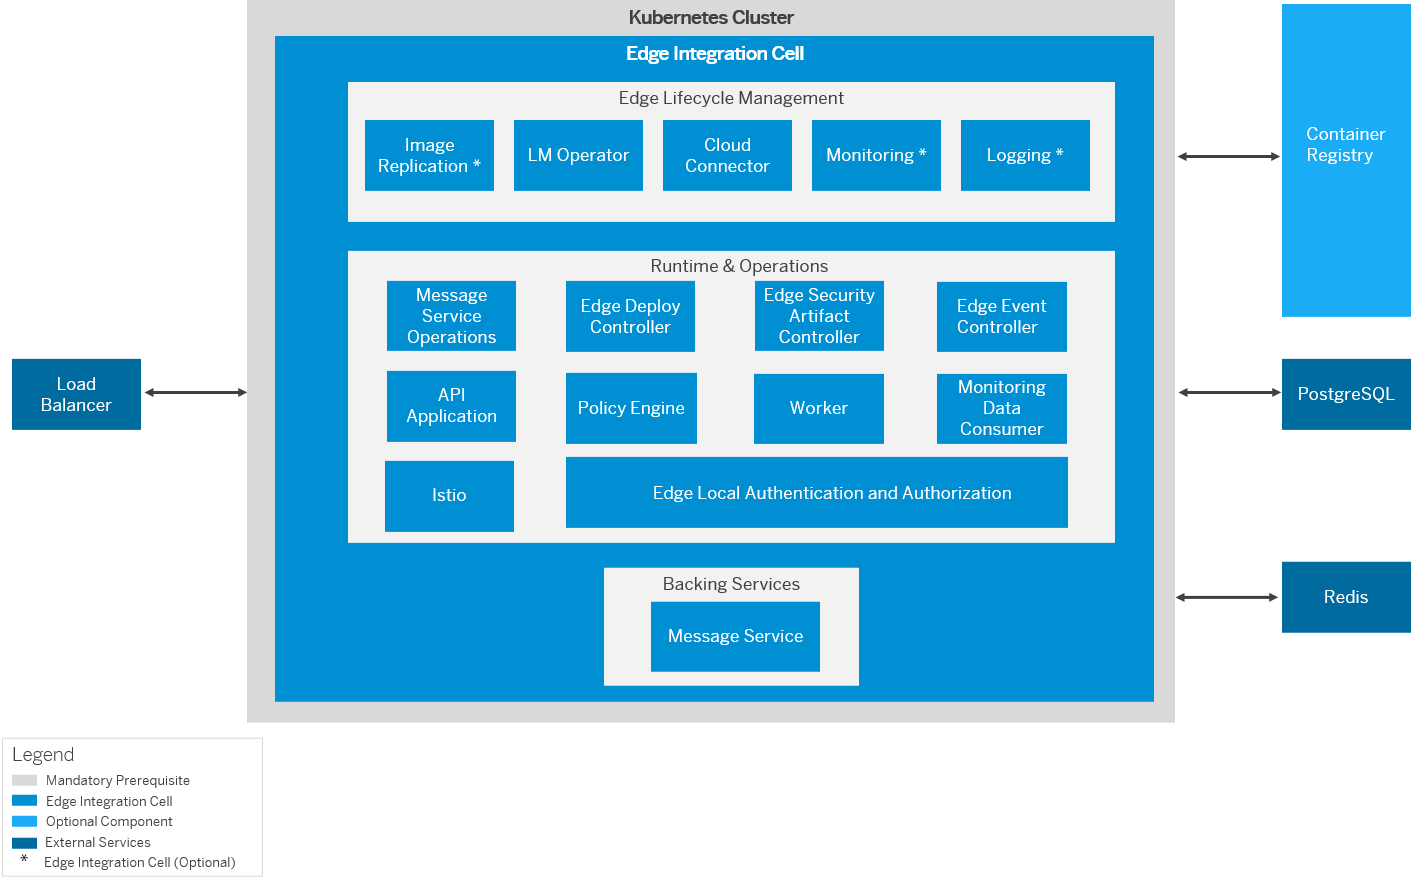 Kubernetes Cluster
Edge Integration Cell
Edge Lifecycle Management
Image
Replication *
LM Operator
Cloud
Connector
Monitoring *
Logging *
Container
Registry
Runtime & Operations
Message
Service
Operations
Edge Deploy
Controller
Edge Security
Artifact
Controller
Edge Event
Controller
Load
Balancer
API
Application
Policy Engine
Worker
Monitoring
Data
Consumer
PostgreSQL
Istio
Edge Local Authentication and Authorization
Backing Services
Message Service
Redis
Legend
Mandatory Prerequisite
Edge Integration Cell
Optional Component
External Services
* Edge Integration Cell (Optional)